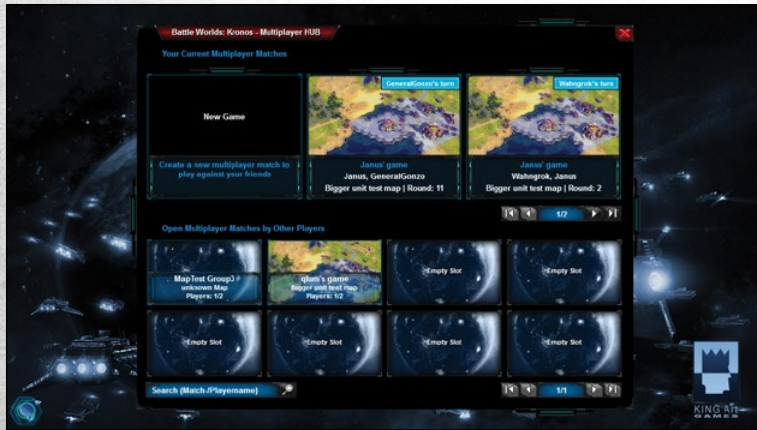 Battle Worlds: Kronos - Multiplayer HUB
Your Current Multiplayer Matches
New Game
Create a new multiplayer match to
play against your friends
GeneralGonzo's turn
Janus' game
Janus, GeneralGonzo
Bigger unit test map | Round: 11
Wahngrok's turn
Janus' game
Wahngrok, Janus
Bigger unit test map | Round: 2
1/2
Open Multiplayer Matches by Other Players
MapTest Group3
unknown Map
Players: 1/2
qlum's game
Bigger unit test map
Players: 1/2
Empty Slot
Empty Slot
Empty Slot
Empty Slot
Empty Slot
Empty Slot
Search (Match-/Playername)
1/1
KING Art
GAMES